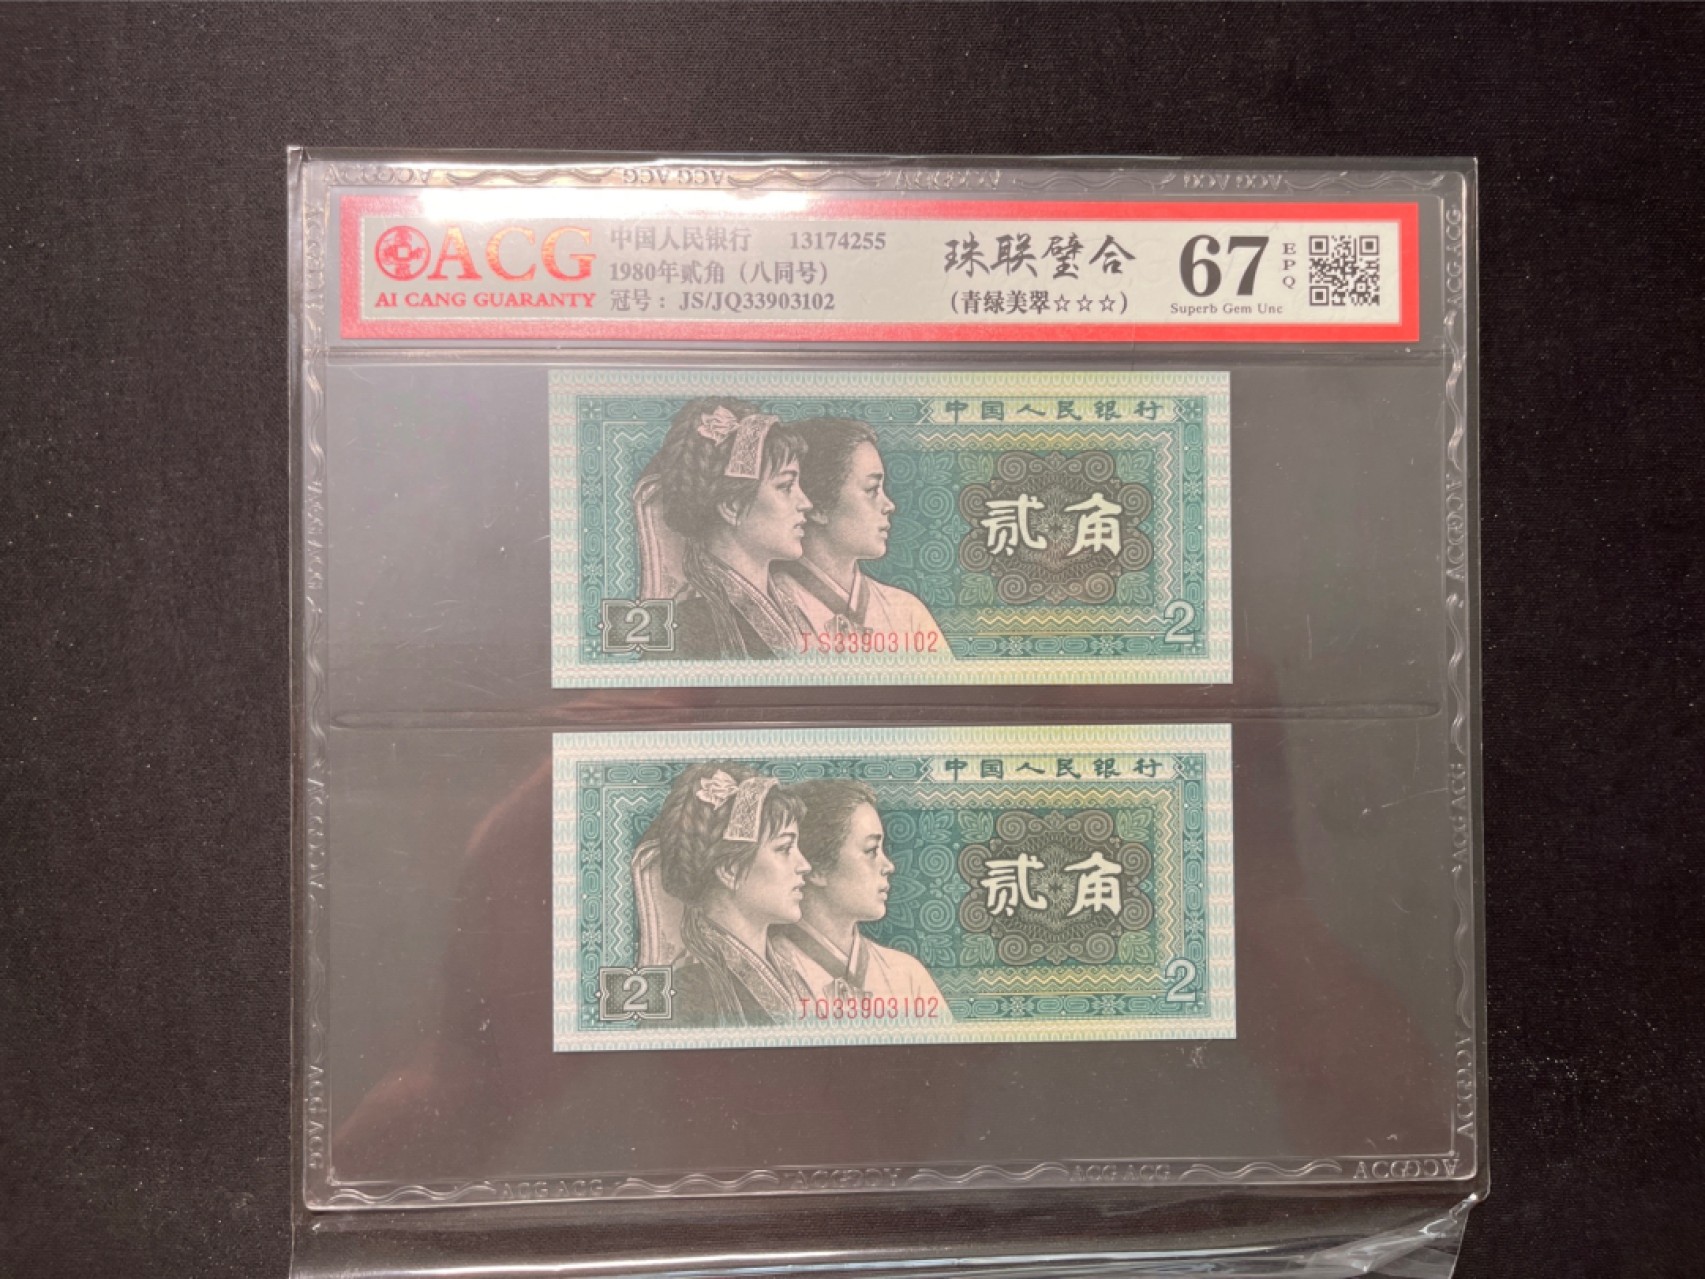 ACG
AI CANG GUARANTY
中国人民银行 13174255
1980年贰角（八同号）
冠号：JS/JQ33903102
珠联璧合
(青绿美翠☆☆☆)
67
EPQ
Superb Gem Unc
中国人民银行
贰角
2
JS33903102
2
中国人民银行
贰角
2
JQ33903102
2